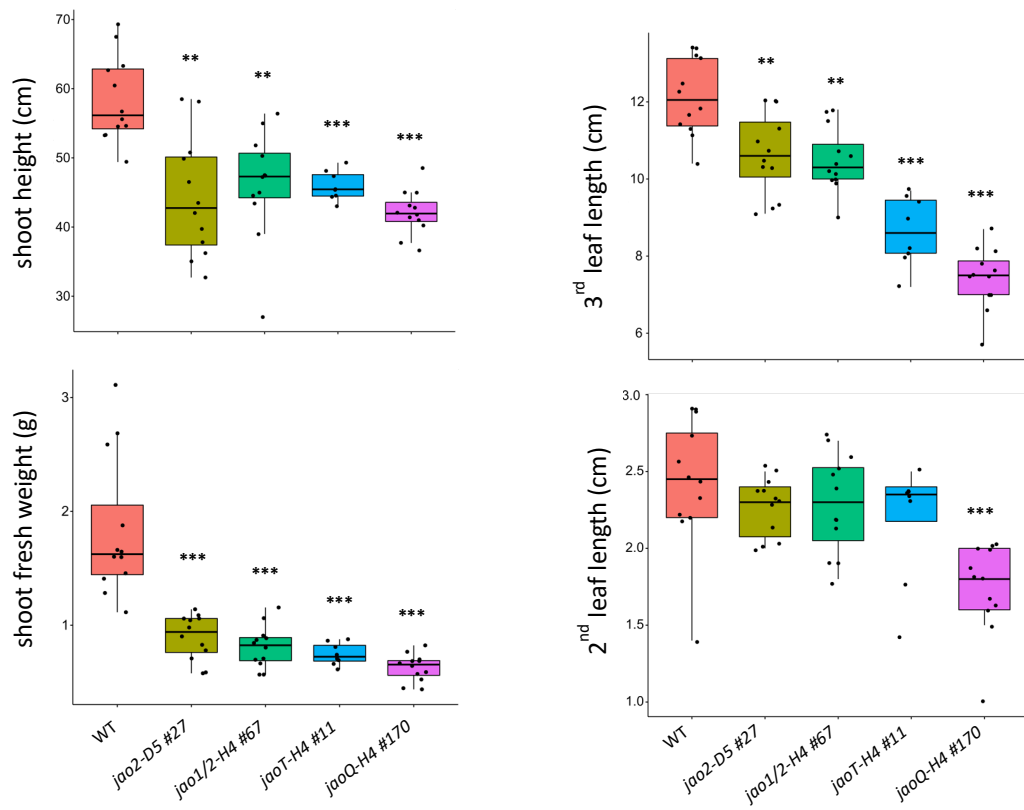 shoot height (cm)
70
60
50
40
30
**
**
***
***
3rd leaf length (cm)
12
10
8
6
**
**
***
***
shoot fresh weight (g)
3
2
1
***
***
***
***
WT
jao2-D5 #27
jao1/2-H4 #67
jaoT-H4 #11
jaoQ-H4 #170
2nd leaf length (cm)
3.0
2.5
2.0
1.5
1.0
***
WT
jao2-D5 #27
jao1/2-H4 #67
jaoT-H4 #11
jaoQ-H4 #170